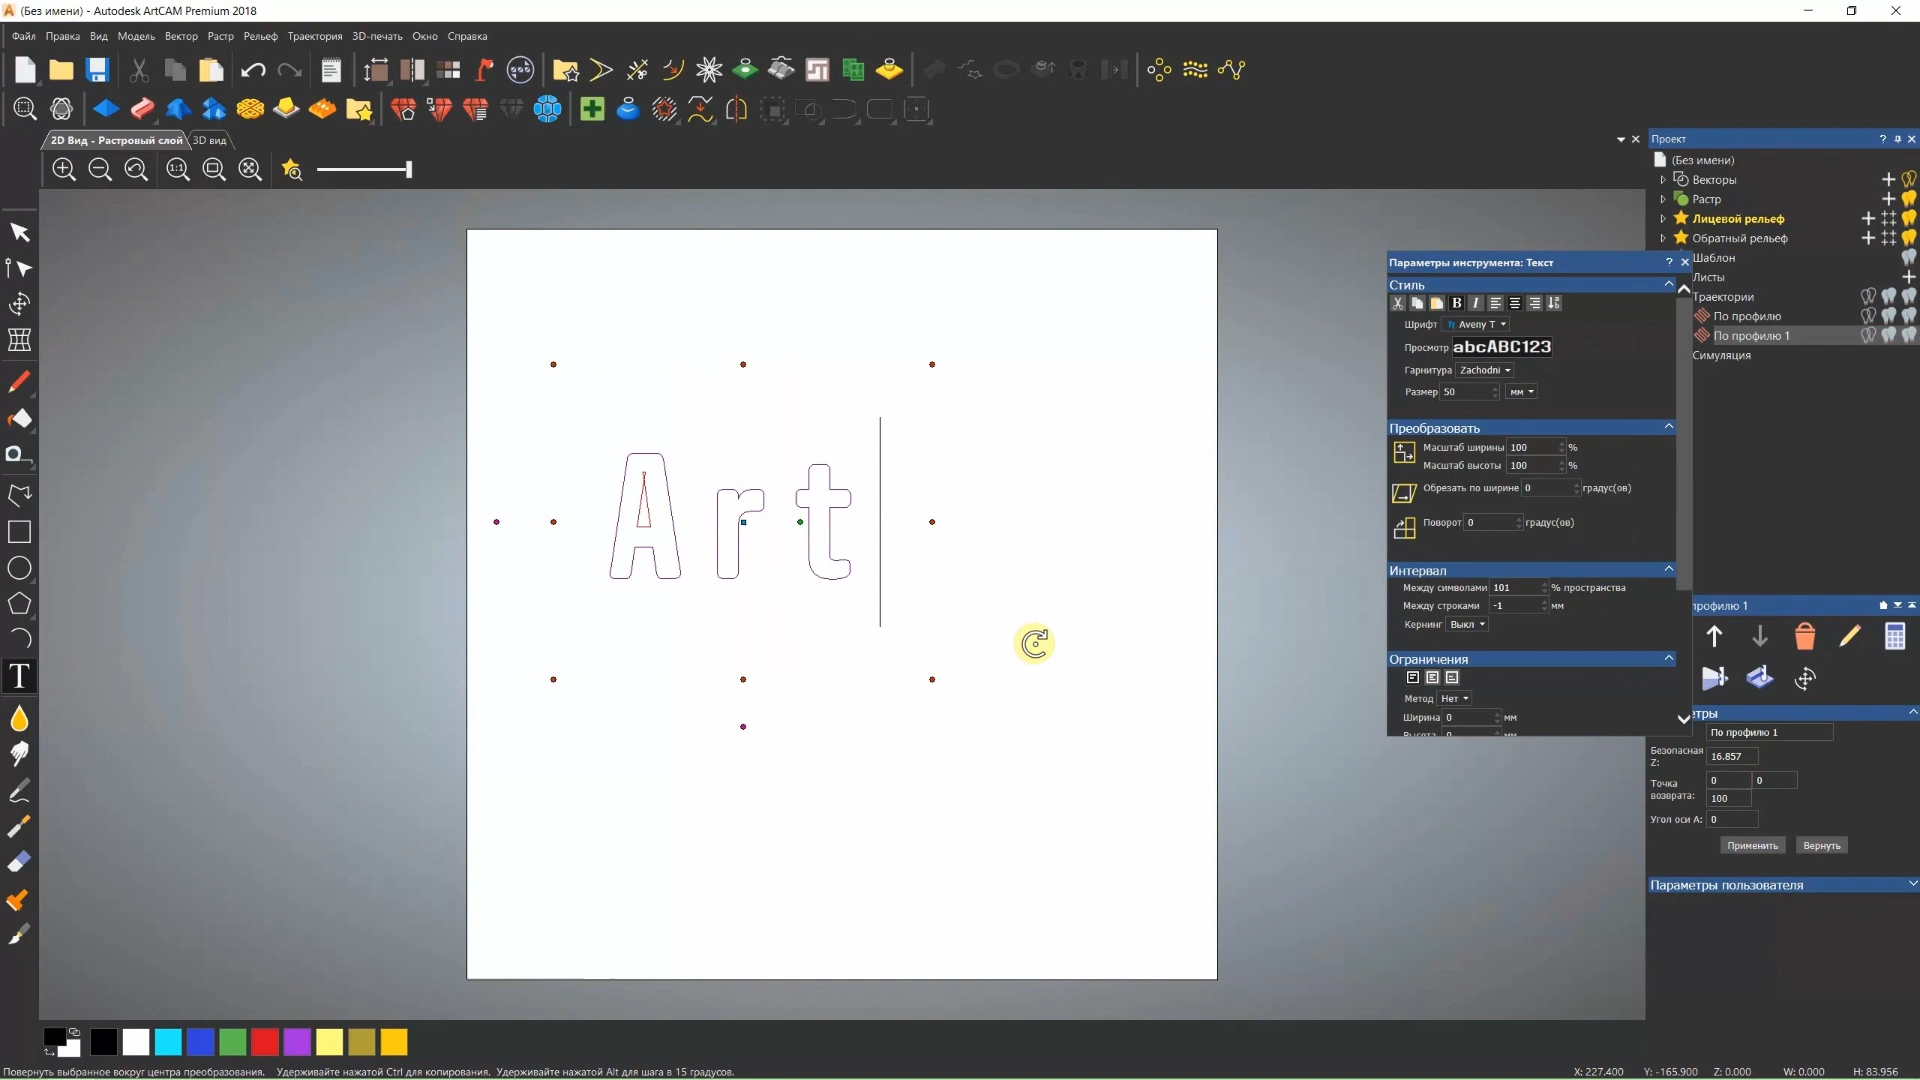 (Без имени) - Autodesk ArtCAM Premium 2018
Файл Правка Вид Модель Вектор Растр Рельеф Траектория 3D-печать Окно Справка
2D Вид - Растровый слой 3D вид
1:1
Art
Параметры инструмента: Текст
Стиль
B I
Шрифт Aveny T
Просмотр abcABC123
Гарнитура Zachodni
Размер 50 мм
Преобразовать
Масштаб ширины 100 %
Масштаб высоты 100 %
Обрезать по ширине 0 градус(ов)
Поворот 0 градус(ов)
Интервал
Между символами 101 % пространства
Между строками -1 мм
Кернинг Выкл
Ограничения
Метод Нет
Ширина 0 мм
Высота 0 мм
Проект
(Без имени)
Векторы
Растр
Лицевой рельеф
Обратный рельеф
Шаблон
Листы
Траектории
По профилю
По профилю 1
Симуляция
профилю 1
етры
По профилю 1
Безопасная Z: 16.857
Точка возврата: 0 0
100
Угол оси А: 0
Применить Вернуть
Параметры пользователя
T
Повернуть выбранное вокруг центра преобразования. Удерживайте нажатой Ctrl для копирования. Удерживайте нажатой Alt для шага в 15 градусов.
X: 227.400 Y: -165.900 Z: 0.000 W: 0.000 H: 83.956